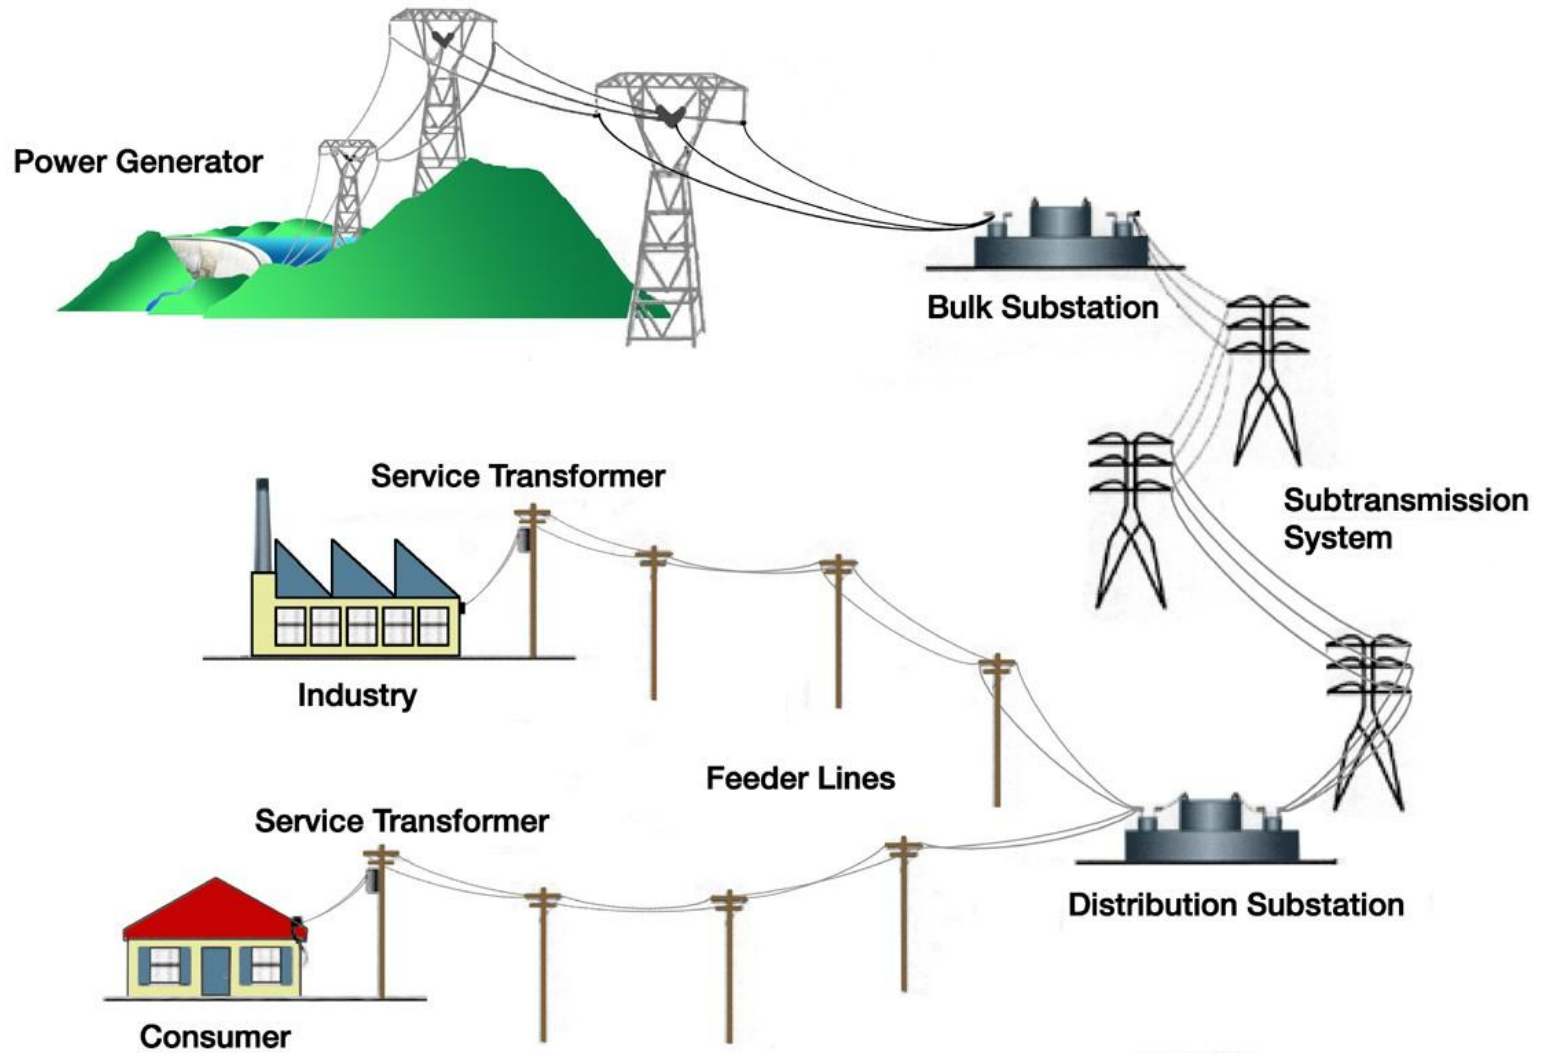 Power Generator
Bulk Substation
Service Transformer
Subtransmission
System
Industry
Feeder Lines
Service Transformer
Distribution Substation
Consumer